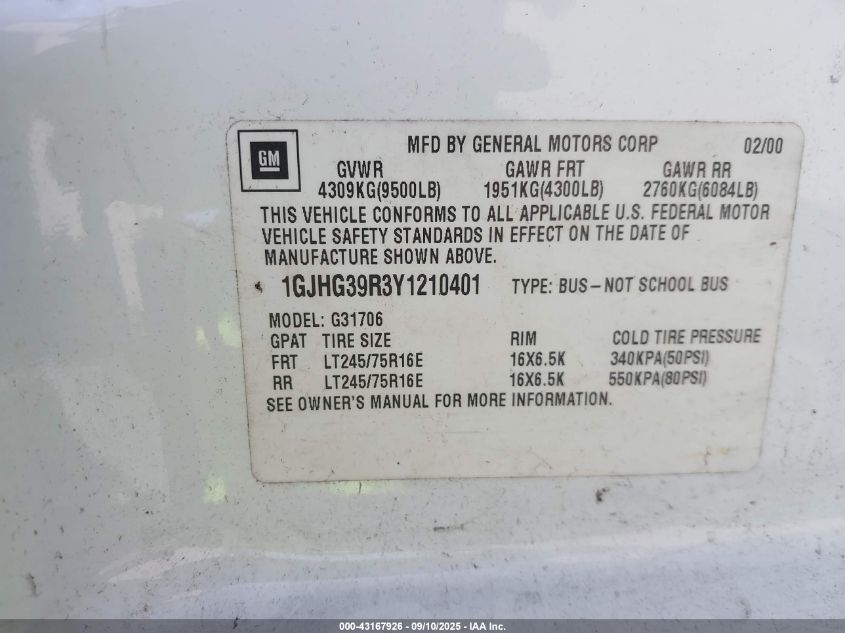 GM
MFD BY GENERAL MOTORS CORP 02/00
GVWR GAWR FRT GAWR RR
4309KG(9500LB) 1951KG(4300LB) 2760KG(6084LB)
THIS VEHICLE CONFORMS TO ALL APPLICABLE U.S. FEDERAL MOTOR
VEHICLE SAFETY STANDARDS IN EFFECT ON THE DATE OF
MANUFACTURE SHOWN ABOVE.
1GJHG39R3Y1210401 TYPE: BUS-NOT SCHOOL BUS
MODEL: G31706
GPAT TIRE SIZE RIM COLD TIRE PRESSURE
FRT LT245/75R16E 16X6.5K 340KPA(50PSI)
RR LT245/75R16E 16X6.5K 550KPA(80PSI)
SEE OWNER'S MANUAL FOR MORE INFORMATION.
000-43167926 - 09/10/2025 - IAA Inc.